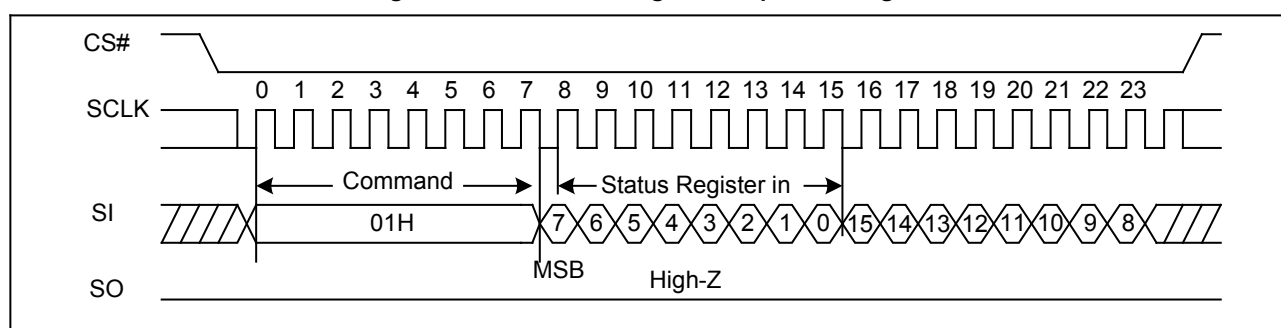 CS#
0 1 2 3 4 5 6 7 8 9 10 11 12 13 14 15 16 17 18 19 20 21 22 23
SCLK
Command
Status Register in
SI
01H
7 6 5 4 3 2 1 0 15 14 13 12 11 10 9 8
MSB
High-Z
SO